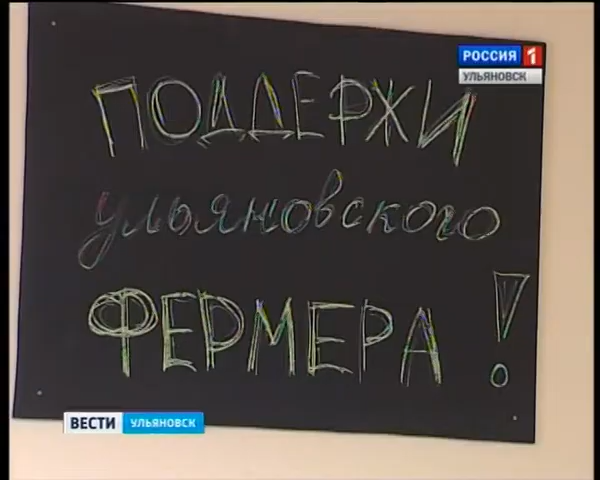 РОССИЯ 1
УЛЬЯНОВСК
ПОДДЕРЖИ
ульяновского
ФЕРМЕРА!
ВЕСТИ УЛЬЯНОВСК